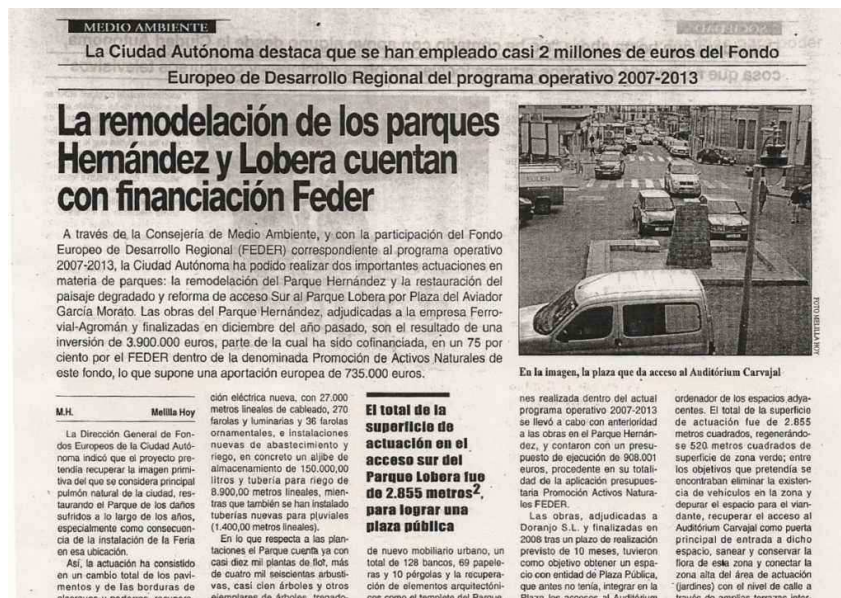 MEDIO AMBIENTE
La Ciudad Autónoma destaca que se han empleado casi 2 millones de euros del Fondo
Europeo de Desarrollo Regional del programa operativo 2007-2013
La remodelación de los parques
Hernández y Lobera cuentan
con financiación Feder
A través de la Consejería de Medio Ambiente, y con la participación del Fondo
Europeo de Desarrollo Regional (FEDER) correspondiente al programa operativo
2007-2013, la Ciudad Autónoma ha podido realizar dos importantes actuaciones en
materia de parques: la remodelación del Parque Hernández y la restauración del
paisaje degradado y reforma de acceso Sur al Parque Lobera por Plaza del Aviador
García Morato. Las obras del Parque Hernández, adjudicadas a la empresa Ferro-
vial-Agromán y finalizadas en diciembre del año pasado, son el resultado de una
inversión de 3.900.000 euros, parte de la cual ha sido cofinanciada, en un 75 por
ciento por el FEDER dentro de la denominada Promoción de Activos Naturales de
este fondo, lo que supone una aportación europea de 735.000 euros.
FOTO MELILLA HOY
En la imagen, la plaza que da acceso al Auditórium Carvajal
M.H. Melilla Hoy
La Dirección General de Fon-
dos Europeos de la Ciudad Autó-
noma indicó que el proyecto pre-
tendía recuperar la imagen primi-
tiva del que se considera principal
pulmón natural de la ciudad, res-
taurando el Parque de los daños
sufridos a lo largo de los años,
especialmente como consecuen-
cia de la instalación de la Feria
en esa ubicación.
Así, la actuación ha consistido
en un cambio total de los pavi-
mentos y de las borduras de
ción eléctrica nueva, con 27.000
metros lineales de cableado, 270
farolas y luminarias y 36 farolas
ornamentales, e instalaciones
nuevas de abastecimiento y
riego, en concreto un aljibe de
almacenamiento de 150.000,00
litros y tubería para riego de
8.900,00 metros lineales, mien-
tras que también se han instalado
tuberías nuevas para pluviales
(1.400,00 metros lineales).
En lo que respecta a las plan-
taciones el Parque cuenta ya con
casi diez mil plantas de flor, más
de cuatro mil seiscientas arbusti-
vas, casi cien árboles y otros
El total de la
superficie de
actuación en el
acceso sur del
Parque Lobera fue
de 2.855 metros², 
para lograr una
plaza pública
de nuevo mobiliario urbano, un
total de 128 bancos, 69 papele-
ras y 10 pérgolas y la recupera-
ción de elementos arquitectóni-
cos como el templete del Parque
nes realizada dentro del actual
programa operativo 2007-2013
se llevó a cabo con anterioridad
a las obras en el Parque Hernán-
dez, y contaron con un presu-
puesto de ejecución de 908.001
euros, procedente en su totali-
dad de la aplicación presupues-
taria Promoción Activos Natura-
les FEDER.
Las obras, adjudicadas a
Doranjo S.L. y finalizadas en
2008 tras un plazo de realización
previsto de 10 meses, tuvieron
como objetivo obtener un espa-
cio con entidad de Plaza Pública,
que antes no tenía, integrar en la
Plaza los accesos al Auditórium
ordenador de los espacios adya-
centes. El total de la superficie
de actuación fue de 2.855
metros cuadrados, regenerándo-
se 520 metros cuadrados de
superficie de zona verde; entre
los objetivos que pretendía se
encontraban eliminar la existen-
cia de vehículos en la zona y
depurar el espacio para el vian-
dante, recuperar el acceso al
Auditórium Carvajal como puerta
principal de entrada a dicho
espacio, sanear y conservar la
flora de esta zona y conectar la
zona alta del área de actuación
(jardines) con el nivel de calle a